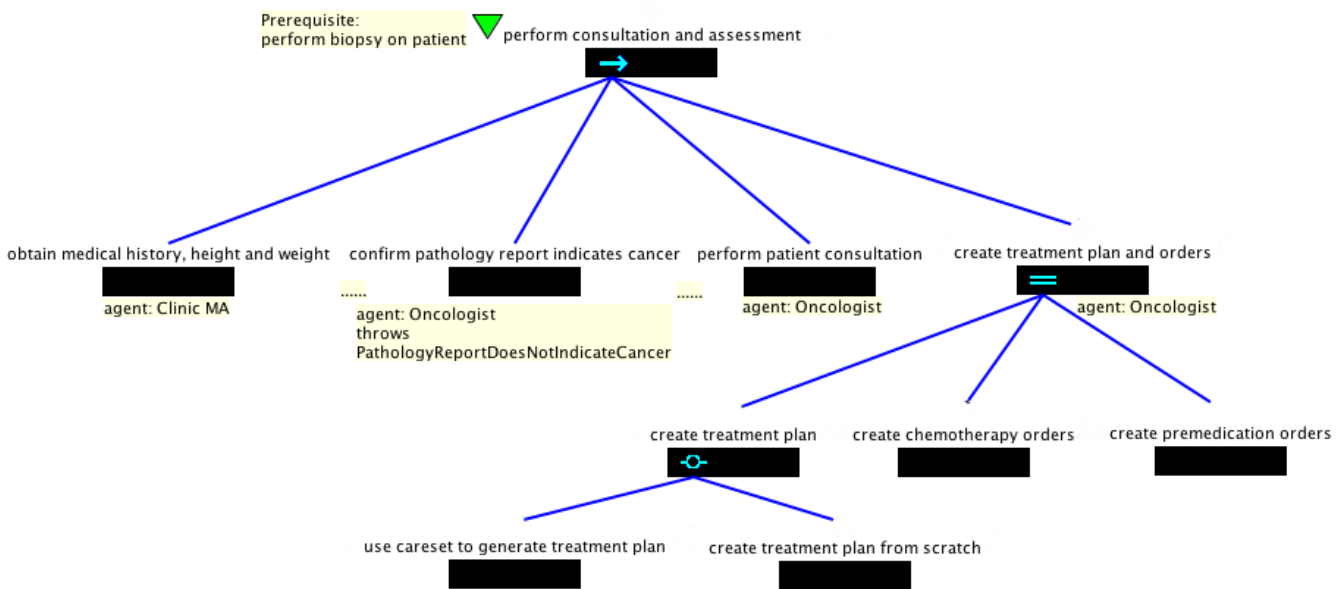 Prerequisite:
perform biopsy on patient
perform consultation and assessment
obtain medical history, height and weight
agent: Clinic MA
confirm pathology report indicates cancer
......
agent: Oncologist
throws
PathologyReportDoesNotIndicateCancer
......
perform patient consultation
agent: Oncologist
create treatment plan and orders
agent: Oncologist
create treatment plan
create chemotherapy orders
create premedication orders
use careset to generate treatment plan
create treatment plan from scratch